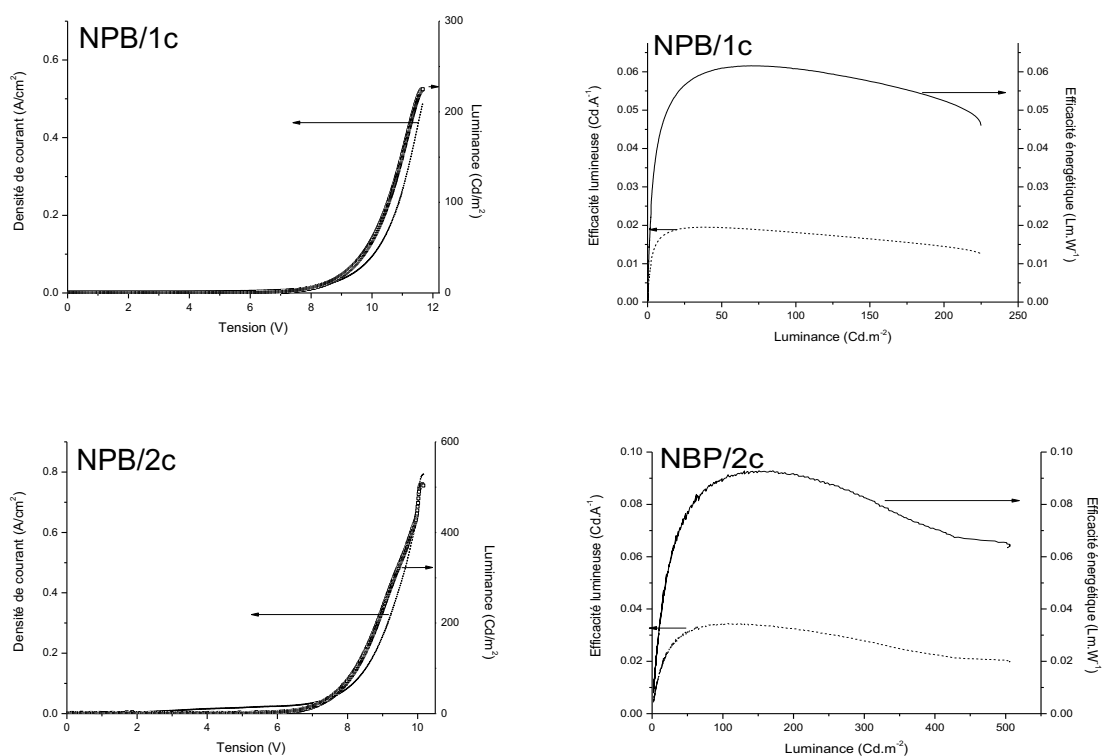 NPB/1c
Densité de courant (A/cm²)
0.6
0.4
0.2
0.0
0 2 4 6 8 10 12
Tension (V)
300
200
100
0
Luminance (Cd/m²)
NPB/1c
Efficacité lumineuse (Cd.A⁻¹)
0.06
0.05
0.04
0.03
0.02
0.01
0.00
0 50 100 150 200 250
Luminance (Cd.m⁻²)
0.06
0.05
0.04
0.03
0.02
0.01
0.00
Efficacité énergétique (Lm.W⁻¹)
NPB/2c
Densité de courant (A/cm²)
0.8
0.6
0.4
0.2
0.0
0 2 4 6 8 10
Tension (V)
600
400
200
0
Luminance (Cd/m²)
NBP/2c
Efficacité lumineuse (Cd.A⁻¹)
0.10
0.08
0.06
0.04
0.02
0.00
0 100 200 300 400 500
Luminance (Cd.m⁻²)
0.10
0.08
0.06
0.04
0.02
0.00
Efficacité énergétique (Lm.W⁻¹)